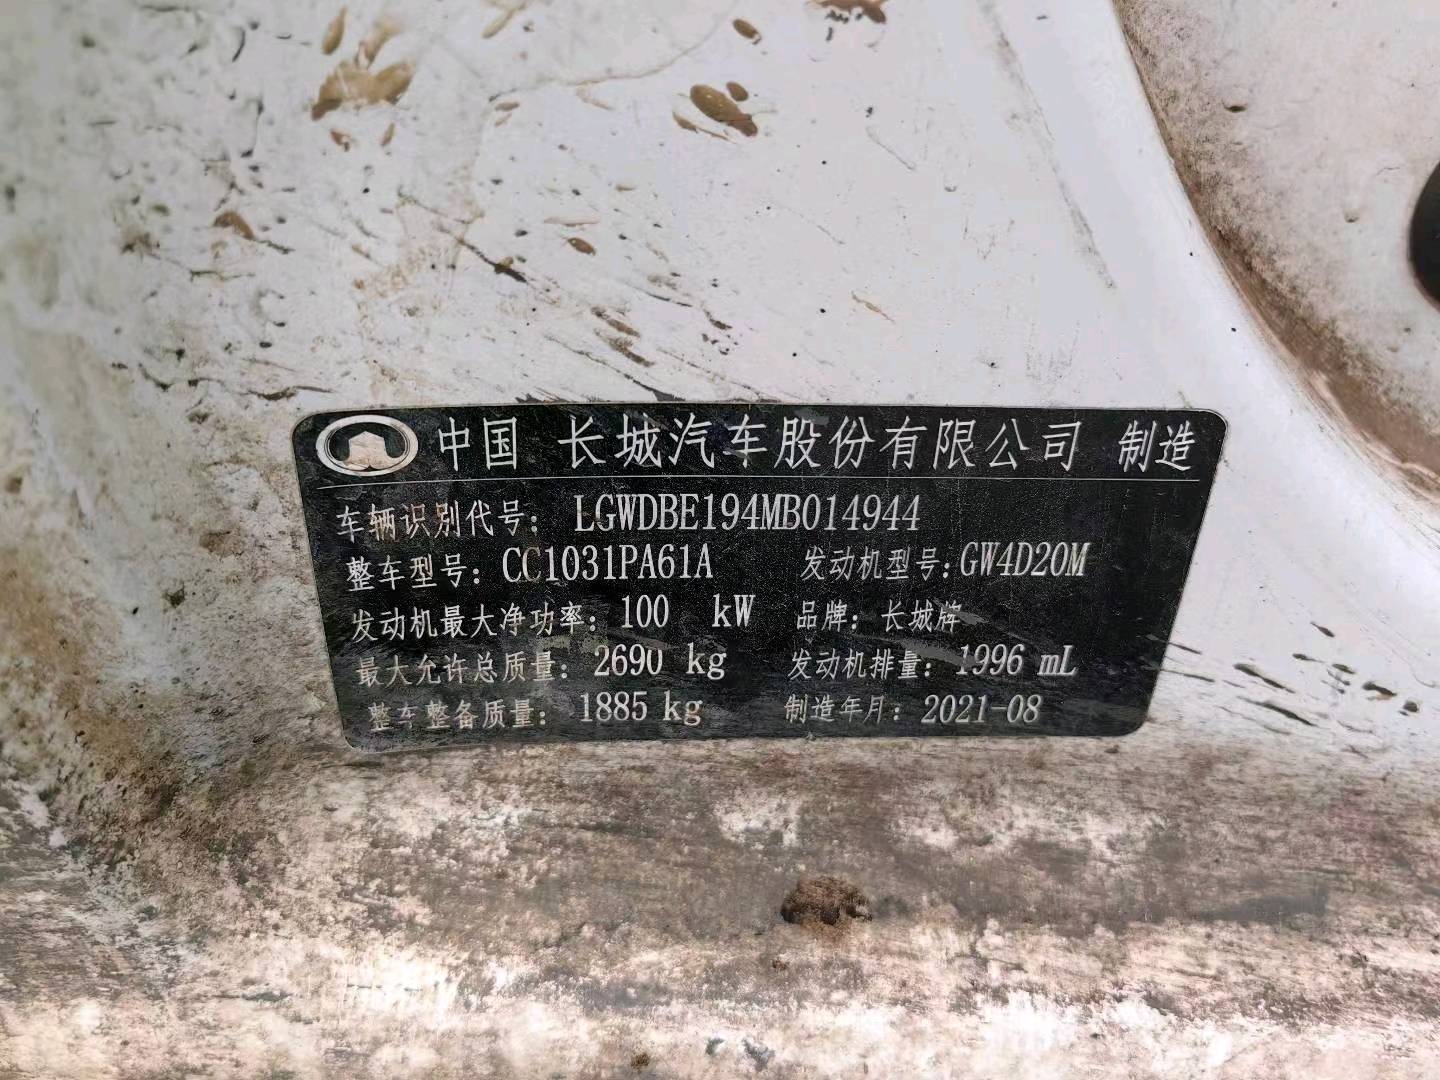 中国 长城汽车股份有限公司 制造
车辆识别代号：LGWDBE194MB014944
整车型号：CC1031PA61A 发动机型号：GW4D20M
发动机最大净功率：100 kW 品牌：长城牌
最大允许总质量：2690 kg 发动机排量：1996 mL
整车整备质量：1885 kg 制造年月：2021-08